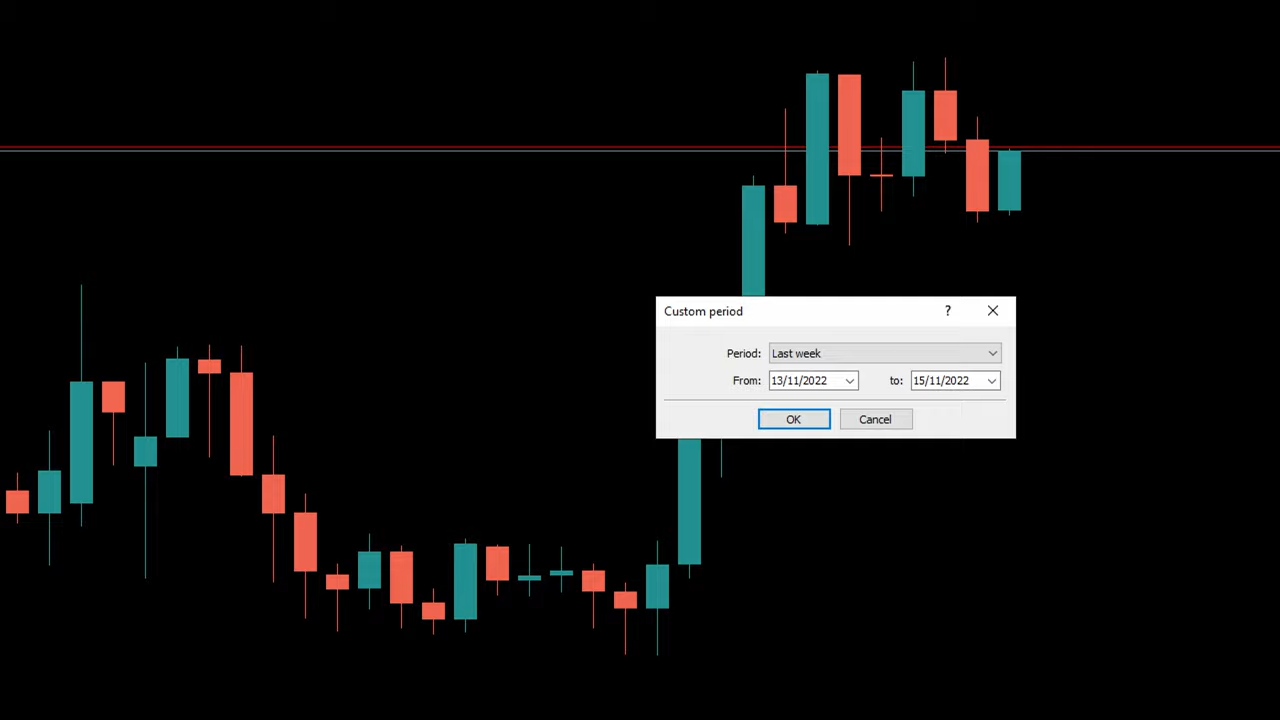 Custom period ?
Period: Last week
From: 13/11/2022 to: 15/11/2022
OK Cancel